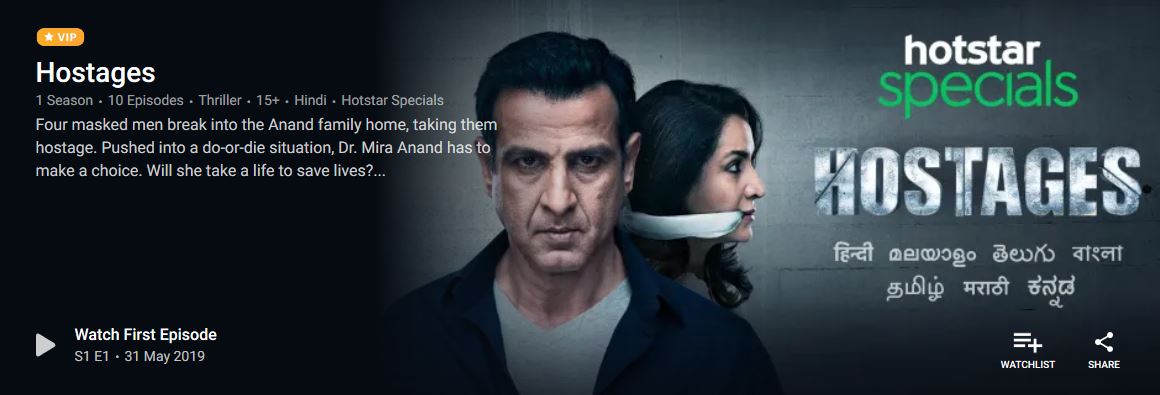 VIP
Hostages
1 Season • 10 Episodes • Thriller • 15+ • Hindi • Hotstar Specials
Four masked men break into the Anand family home, taking them
hostage. Pushed into a do-or-die situation, Dr. Mira Anand has to
make a choice. Will she take a life to save lives?...
Watch First Episode
S1 E1 • 31 May 2019
hotstar
specials
HOSTAGES
हिन्दी മലയാളം తెలుగు বাংলা
தமிழ் मराठी ಕನ್ನಡ
WATCHLIST
SHARE